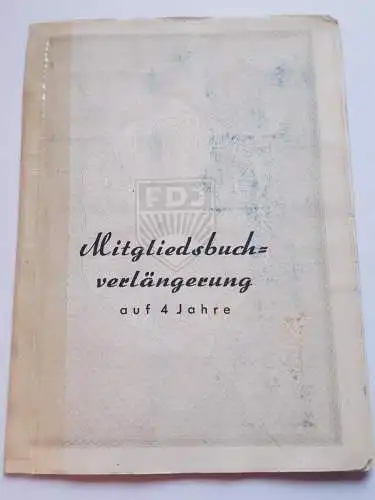 FDJ
Mitgliedsbuch=
verlängerung
auf 4 Jahre